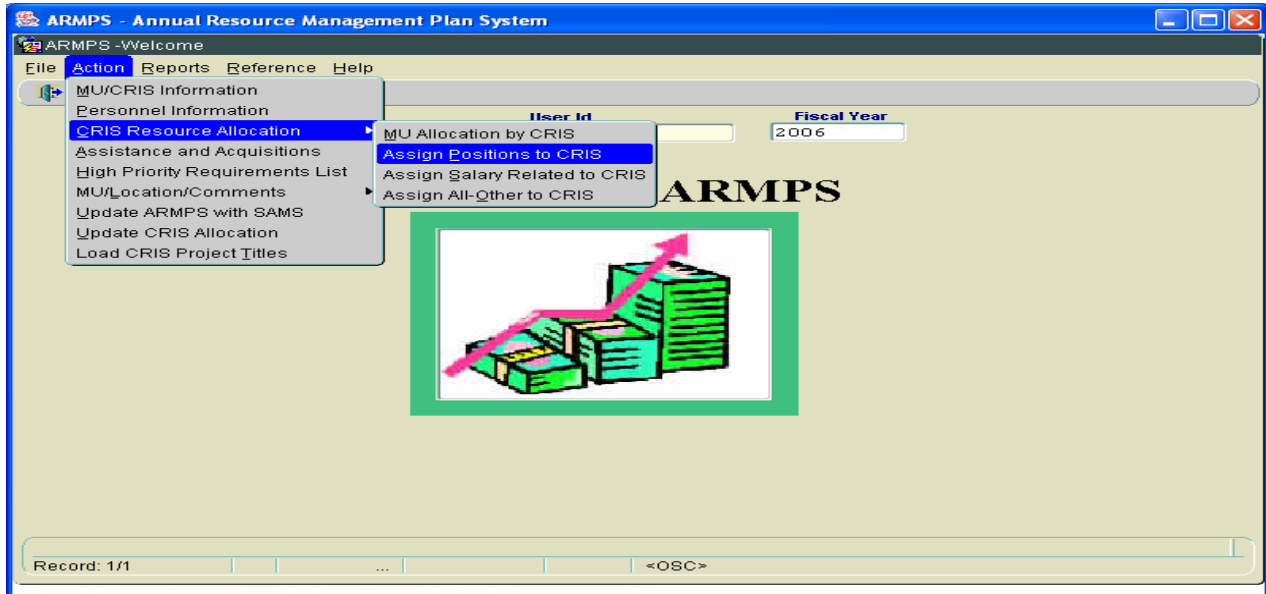 ARMPS - Annual Resource Management Plan System
ARMPS -Welcome
File Action Reports Reference Help
MU/CRIS Information
Personnel Information
CRIS Resource Allocation
Assistance and Acquisitions
High Priority Requirements List
MU/Location/Comments
Update ARMPS with SAMS
Update CRIS Allocation
Load CRIS Project Titles
MU Allocation by CRIS
Assign Positions to CRIS
Assign Salary Related to CRIS
Assign All-Other to CRIS
User Id
Fiscal Year
2006
ARMPS
Record: 1/1 ... <OSC>